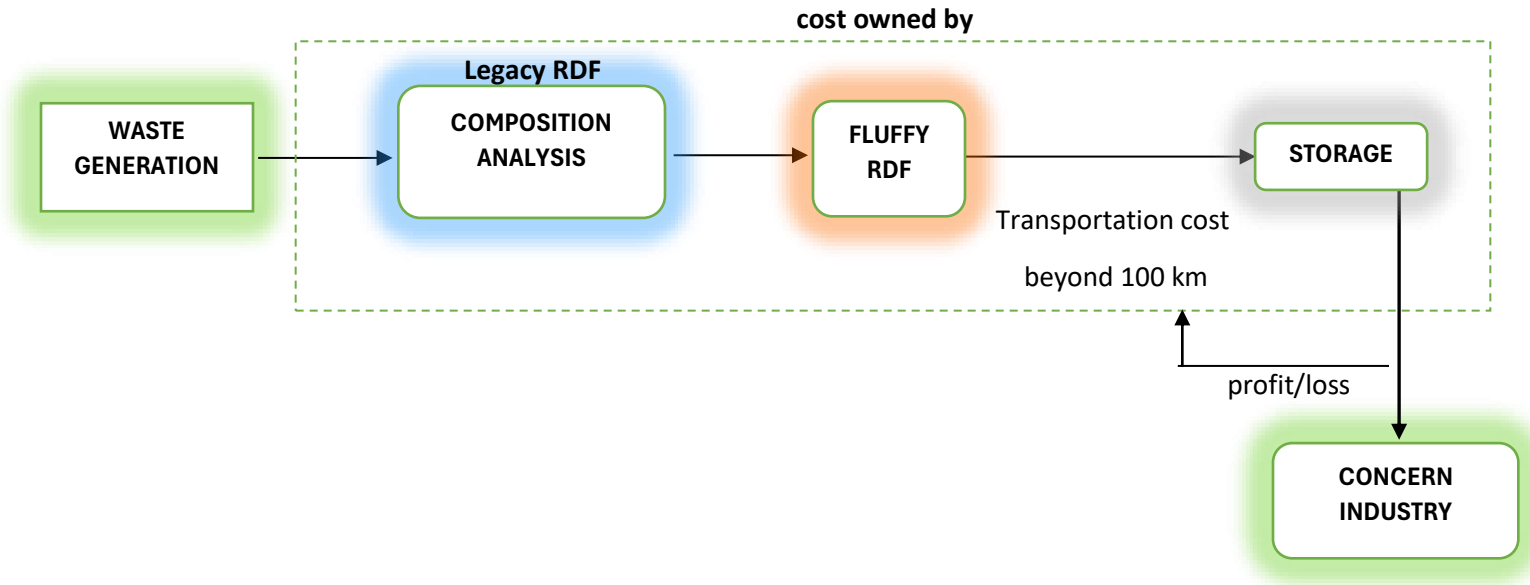 cost owned by
Legacy RDF
WASTE
GENERATION
COMPOSITION
ANALYSIS
FLUFFY
RDF
STORAGE
Transportation cost
beyond 100 km
profit/loss
CONCERN
INDUSTRY